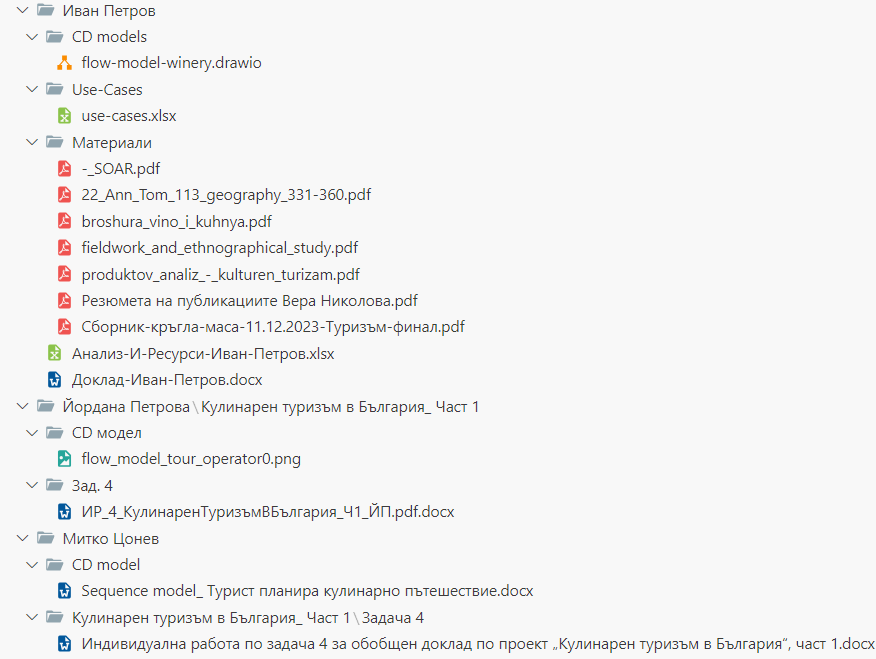 Иван Петров
CD models
flow-model-winery.drawio
Use-Cases
use-cases.xlsx
Материали
-_SOAR.pdf
22_Ann_Tom_113_geography_331-360.pdf
broshura_vino_i_kuhnya.pdf
fieldwork_and_ethnographical_study.pdf
produktov_analiz_-_kulturen_turizam.pdf
Резюмета на публикациите Вера Николова.pdf
Сборник-кръгла-маса-11.12.2023-Туризъм-финал.pdf
Анализ-И-Ресурси-Иван-Петров.xlsx
Доклад-Иван-Петров.docx
Йордана Петрова\Кулинарен туризъм в България_ Част 1
CD модел
flow_model_tour_operator0.png
Зад. 4
ИР_4_КулинаренТуризъмВБългария_Ч1_ЙП.pdf.docx
Митко Цонев
CD model
Sequence model_ Турист планира кулинарно пътешествие.docx
Кулинарен туризъм в България_ Част 1\Задача 4
Индивидуална работа по задача 4 за обобщен доклад по проект „Кулинарен туризъм в България“, част 1.docx